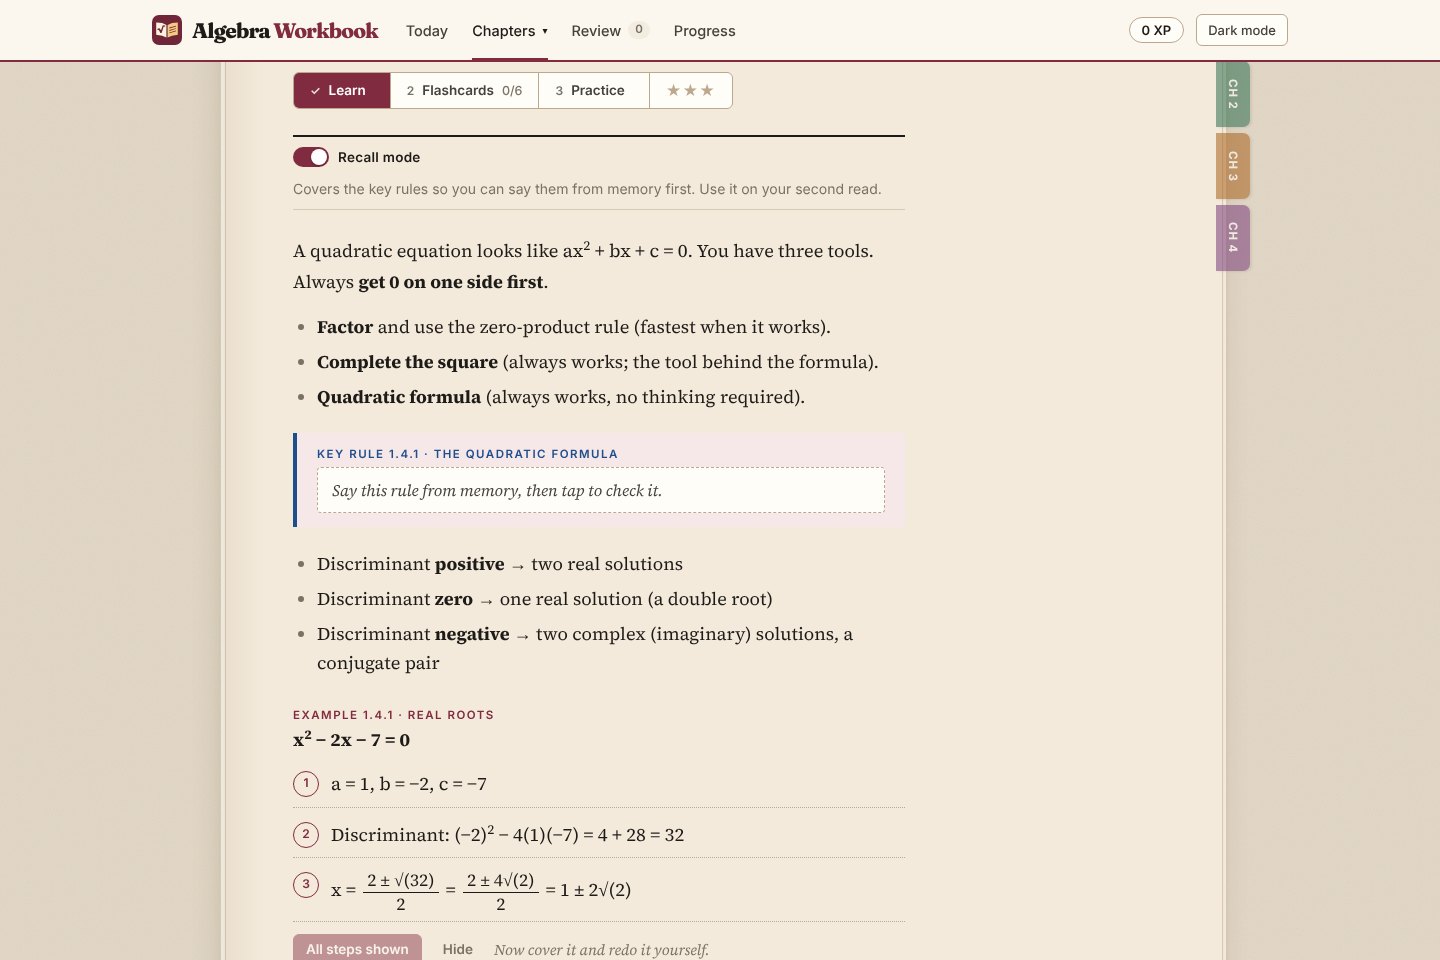 Algebra Workbook Today Chapters ▾ Review 0 Progress 0 XP Dark mode
✓ Learn 2 Flashcards 0/6 3 Practice ★★★
CH 2
CH 3
CH 4
Recall mode
Covers the key rules so you can say them from memory first. Use it on your second read.
A quadratic equation looks like ax² + bx + c = 0. You have three tools.
Always get 0 on one side first.
• Factor and use the zero-product rule (fastest when it works).
• Complete the square (always works; the tool behind the formula).
• Quadratic formula (always works, no thinking required).
KEY RULE 1.4.1 · THE QUADRATIC FORMULA
Say this rule from memory, then tap to check it.
• Discriminant positive → two real solutions
• Discriminant zero → one real solution (a double root)
• Discriminant negative → two complex (imaginary) solutions, a
conjugate pair
EXAMPLE 1.4.1 · REAL ROOTS
x² − 2x − 7 = 0
1 a = 1, b = −2, c = −7
2 Discriminant: (−2)² − 4(1)(−7) = 4 + 28 = 32
3 x = 2 ± √(32) / 2 = 2 ± 4√(2) / 2 = 1 ± 2√(2)
All steps shown Hide Now cover it and redo it yourself.